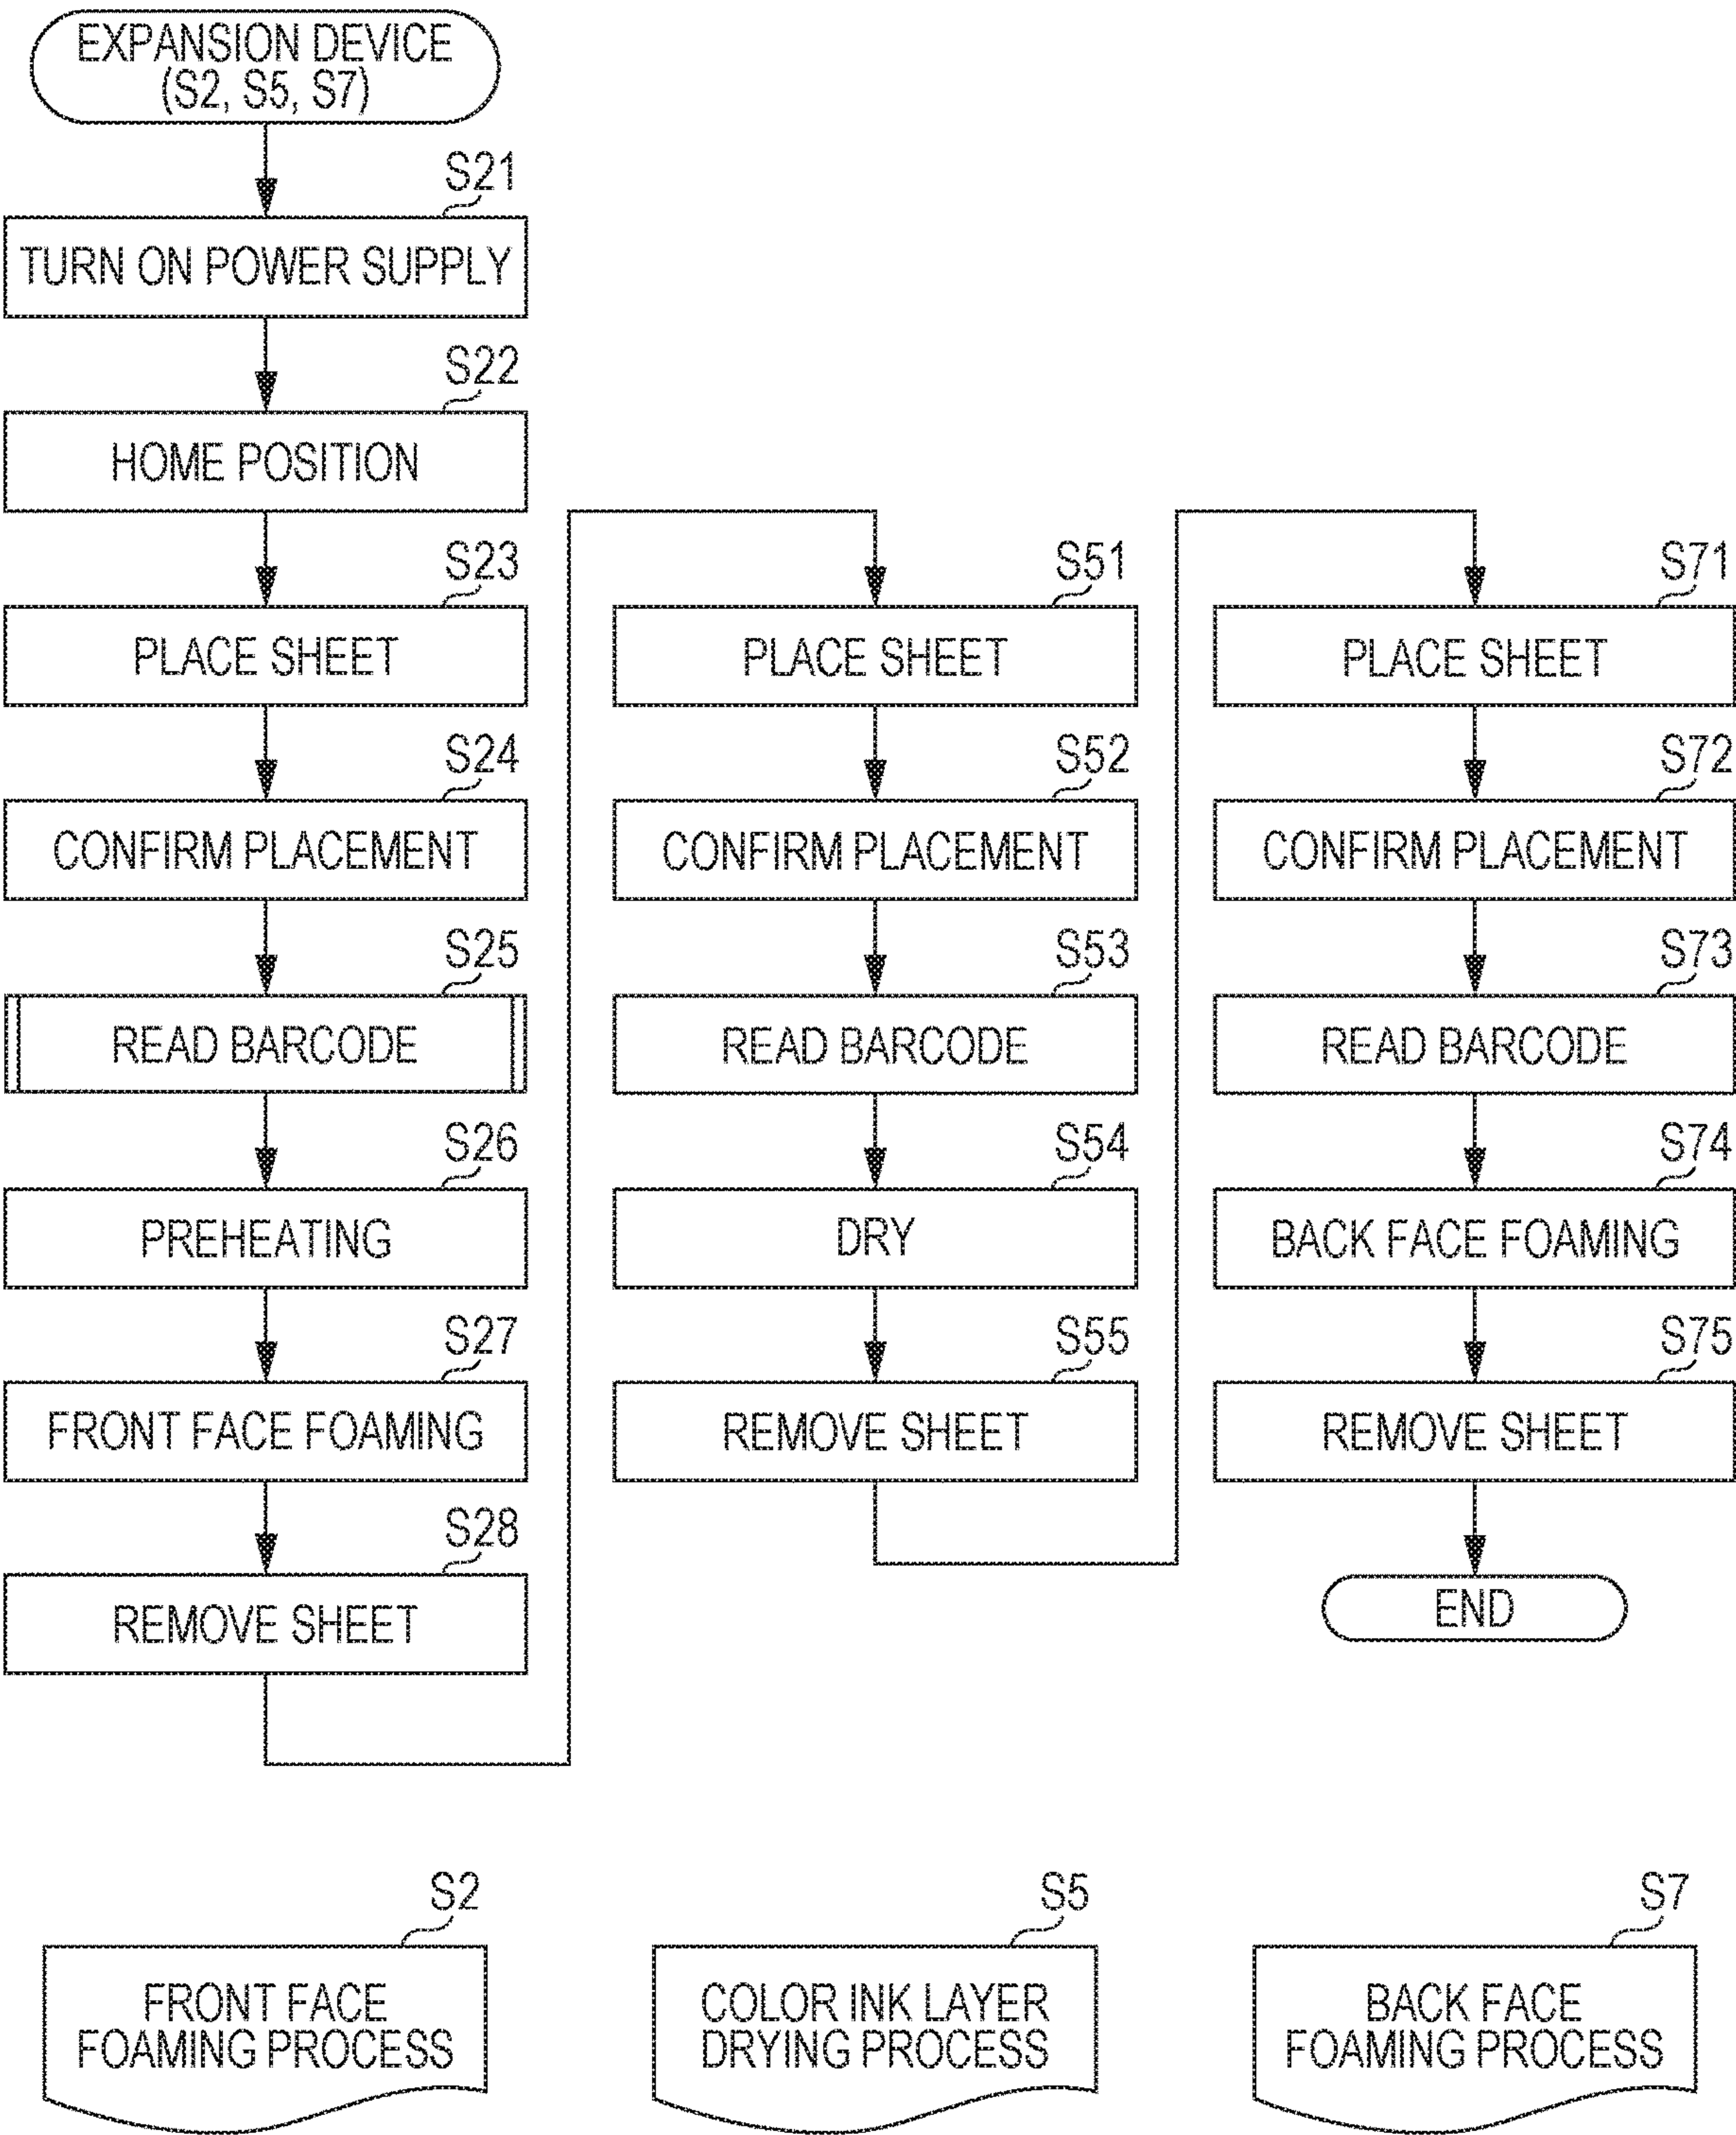 EXPANSION DEVICE
(S2, S5, S7)
S21
TURN ON POWER SUPPLY
S22
HOME POSITION
S23
PLACE SHEET
S24
CONFIRM PLACEMENT
S25
READ BARCODE
S26
PREHEATING
S27
FRONT FACE FOAMING
S28
REMOVE SHEET
S51
PLACE SHEET
S52
CONFIRM PLACEMENT
S53
READ BARCODE
S54
DRY
S55
REMOVE SHEET
S71
PLACE SHEET
S72
CONFIRM PLACEMENT
S73
READ BARCODE
S74
BACK FACE FOAMING
S75
REMOVE SHEET
END
S2
FRONT FACE
FOAMING PROCESS
S5
COLOR INK LAYER
DRYING PROCESS
S7
BACK FACE
FOAMING PROCESS